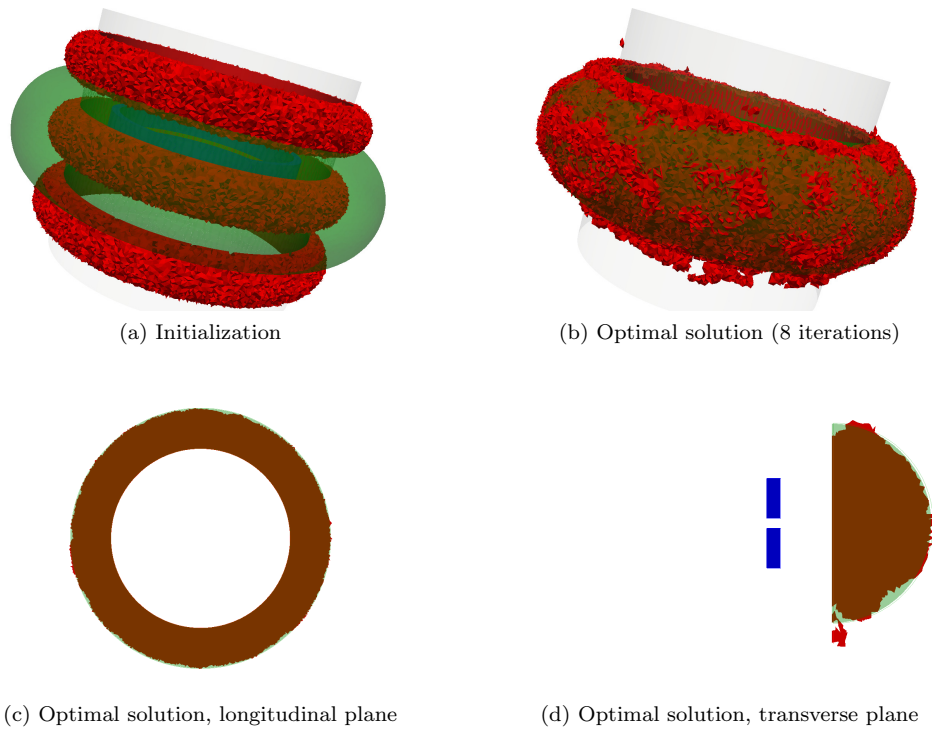 (a) Initialization
(b) Optimal solution (8 iterations)
(c) Optimal solution, longitudinal plane
(d) Optimal solution, transverse plane